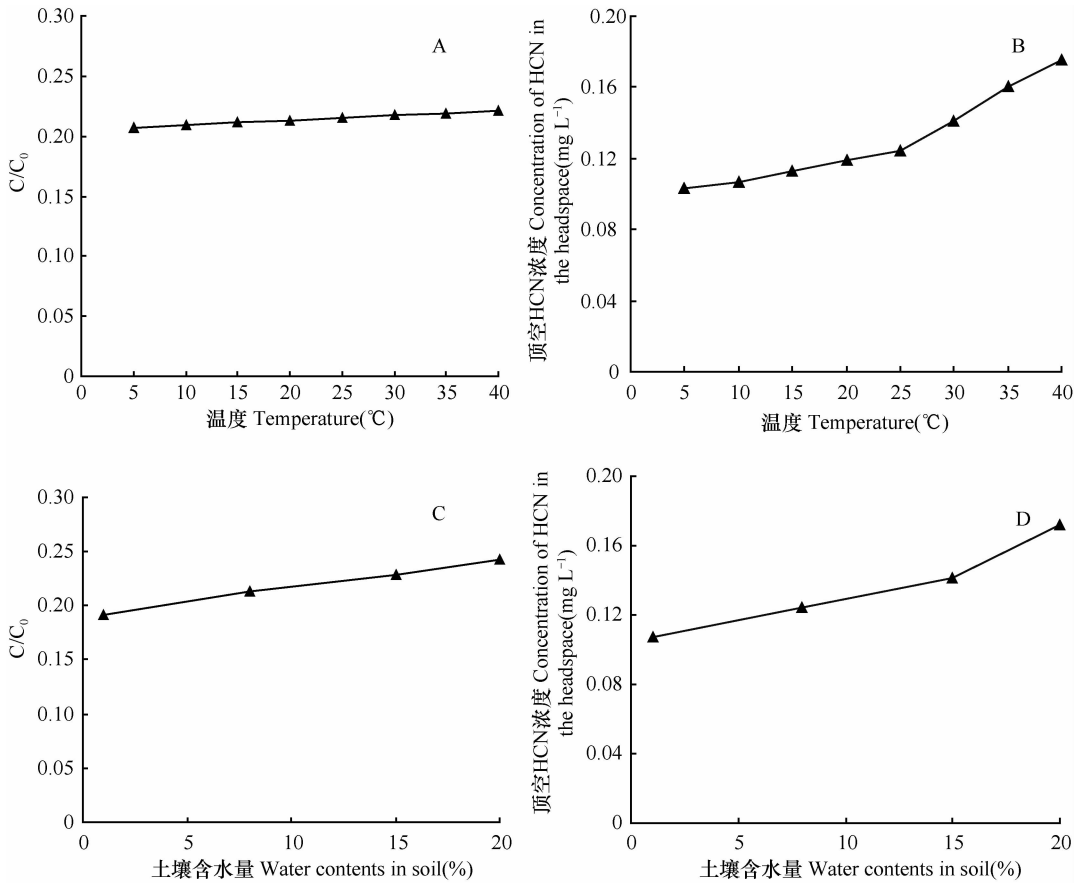 0.30
0.25
0.20
0.15
0.10
0.05
0
C/C0
A
0 5 10 15 20 25 30 35 40
温度 Temperature(℃)
0.20
0.16
0.12
0.08
0.04
0
顶空HCN浓度 Concentration of HCN in
the headspace(mg L−1)
B
0 5 10 15 20 25 30 35 40
温度 Temperature(℃)
0.30
0.25
0.20
0.15
0.10
0.05
0
C/C0
C
0 5 10 15 20
土壤含水量 Water contents in soil(%)
0.20
0.16
0.12
0.08
0.04
0
顶空HCN浓度 Concentration of HCN in
the headspace(mg L−1)
D
0 5 10 15 20
土壤含水量 Water contents in soil(%)